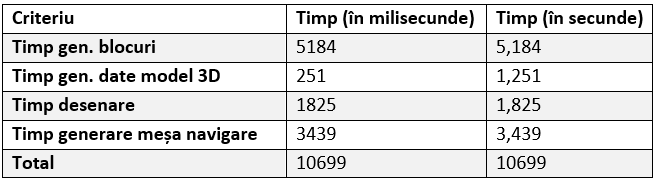 Criteriu Timp (în milisecunde) Timp (în secunde)
Timp gen. blocuri 5184 5,184
Timp gen. date model 3D 251 1,251
Timp desenare 1825 1,825
Timp generare meșa navigare 3439 3,439
Total 10699 10699